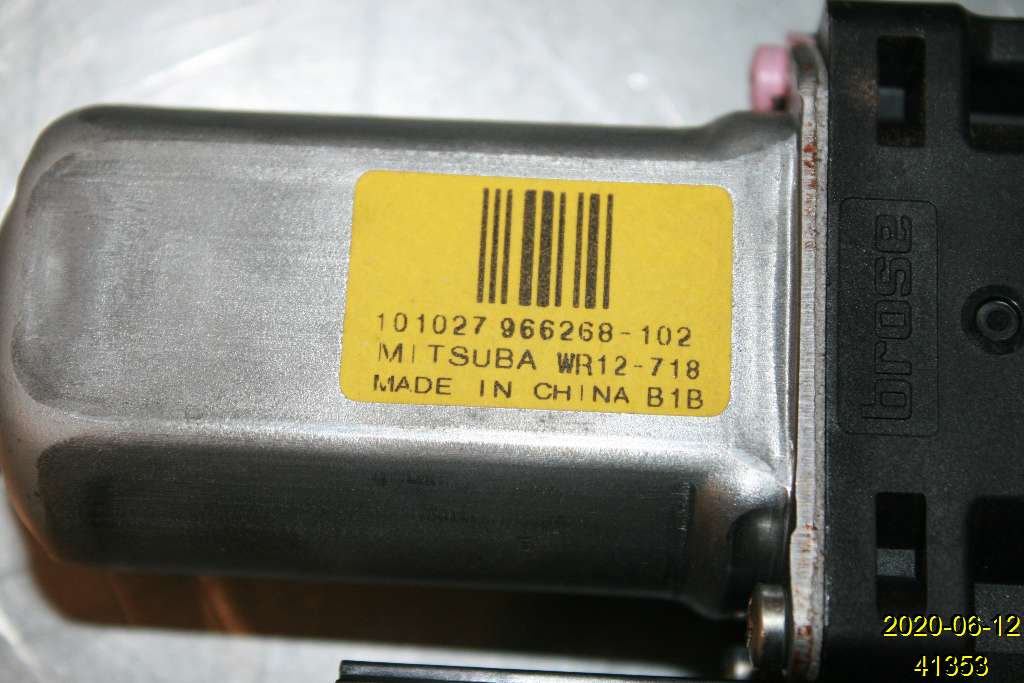 101027 966268-102
MITSUBA WR12-718
MADE IN CHINA B1B
brose
2020-06-12
41353